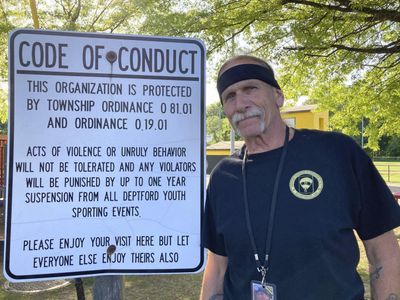 CODE OF CONDUCT
THIS ORGANIZATION IS PROTECTED
BY TOWNSHIP ORDINANCE O 81.01
AND ORDINANCE O,19.01
ACTS OF VIOLENCE OR UNRULY BEHAVIOR
WILL NOT BE TOLERATED AND ANY VIOLATORS
WILL BE PUNISHED BY UP TO ONE YEAR
SUSPENSION FROM ALL DEPTFORD YOUTH
SPORTING EVENTS.
PLEASE ENJOY YOUR VISIT HERE BUT LET
EVERYONE ELSE ENJOY THEIRS ALSO